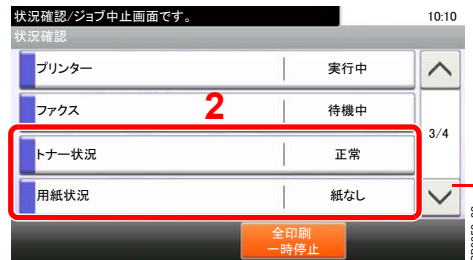 状況確認/ジョブ中止画面です。 10:10
状況確認
プリンター 実行中
ファクス 待機中
2
3/4
トナー状況 正常
用紙状況 紙なし
全印刷
一時停止